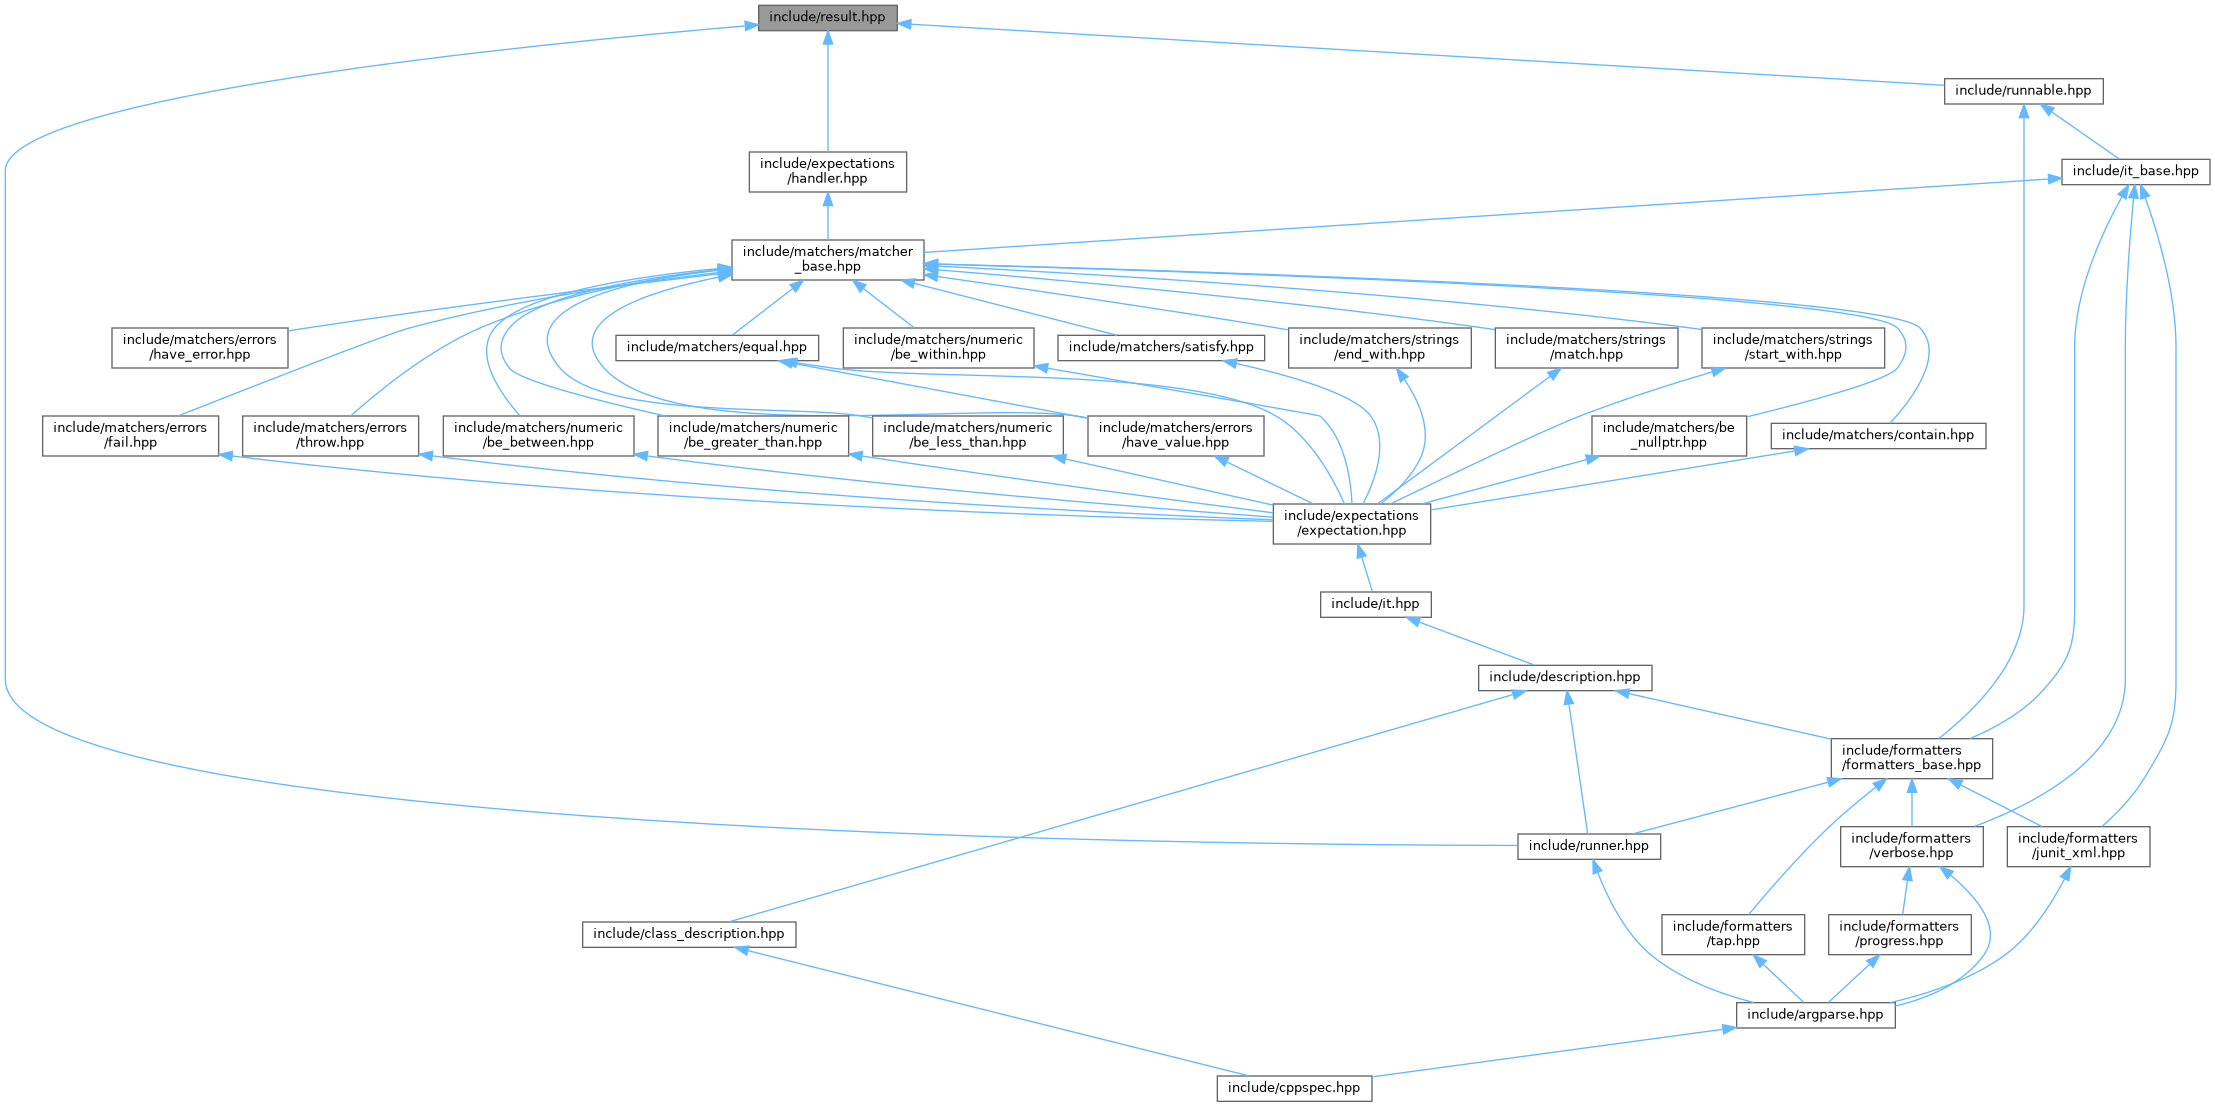 include/result.hpp
include/runnable.hpp
include/expectations
/handler.hpp
include/it_base.hpp
include/matchers/matcher
_base.hpp
include/matchers/errors
/have_error.hpp
include/matchers/equal.hpp
include/matchers/numeric
/be_within.hpp
include/matchers/satisfy.hpp
include/matchers/strings
/end_with.hpp
include/matchers/strings
/match.hpp
include/matchers/strings
/start_with.hpp
include/matchers/errors
/fail.hpp
include/matchers/errors
/throw.hpp
include/matchers/numeric
/be_between.hpp
include/matchers/numeric
/be_greater_than.hpp
include/matchers/numeric
/be_less_than.hpp
include/matchers/errors
/have_value.hpp
include/matchers/be
_nullptr.hpp
include/matchers/contain.hpp
include/expectations
/expectation.hpp
include/it.hpp
include/description.hpp
include/formatters
/formatters_base.hpp
include/runner.hpp
include/formatters
/verbose.hpp
include/formatters
/junit_xml.hpp
include/class_description.hpp
include/formatters
/tap.hpp
include/formatters
/progress.hpp
include/argparse.hpp
include/cppspec.hpp